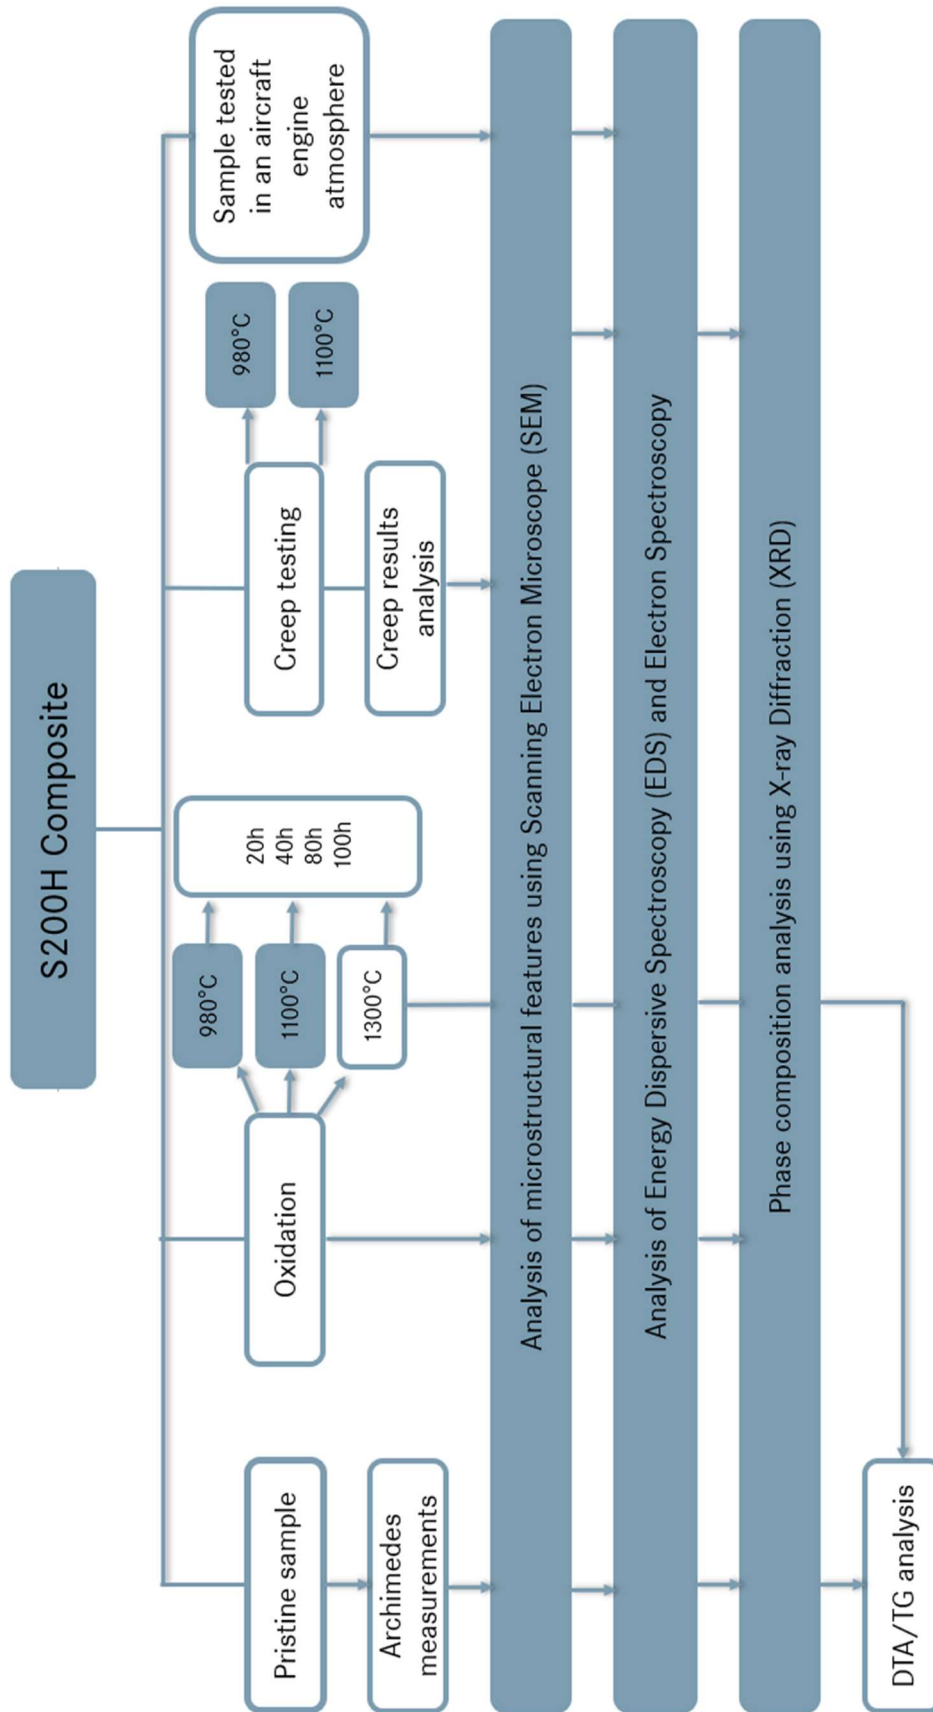 S200H Composite
Pristine sample
Archimedes
measurements
Oxidation
980°C
1100°C
1300°C
20h
40h
80h
100h
Creep testing
980°C
1100°C
Creep results
analysis
Sample tested
in an aircraft
engine
atmosphere
Analysis of microstructural features using Scanning Electron Microscope (SEM)
Analysis of Energy Dispersive Spectroscopy (EDS) and Electron Spectroscopy
Phase composition analysis using X-ray Diffraction (XRD)
DTA/TG analysis